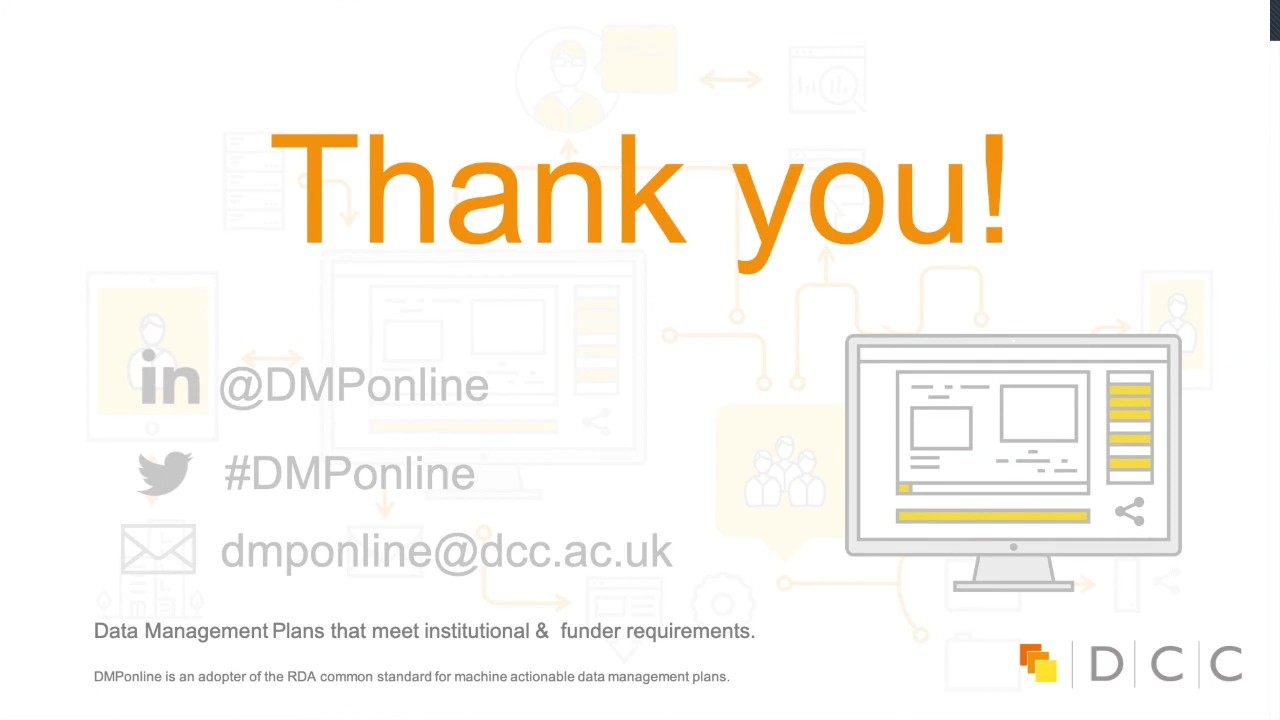 Thank you!
in @DMPonline
#DMPonline
dmponline@dcc.ac.uk
Data Management Plans that meet institutional & funder requirements.
DMPonline is an adopter of the RDA common standard for machine actionable data management plans.
DCC